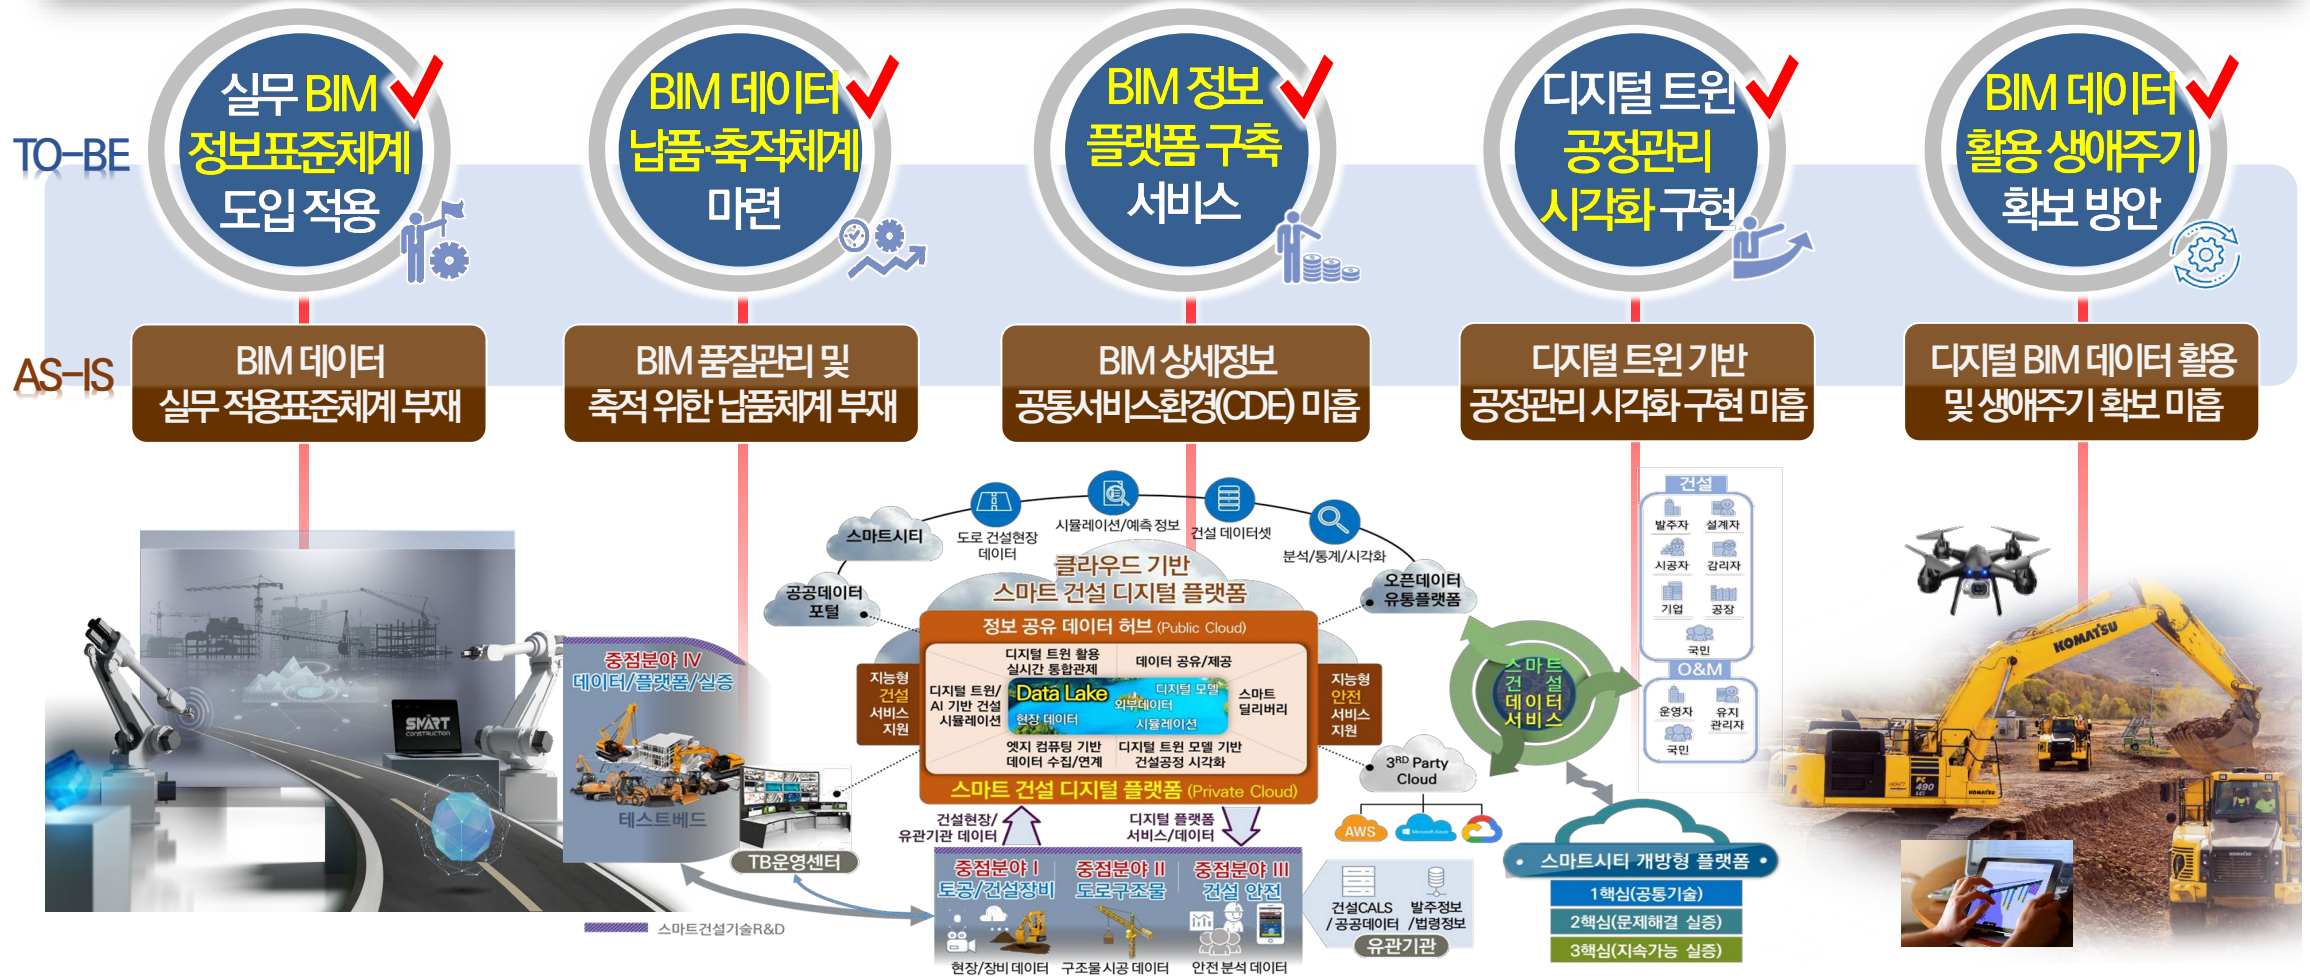 TO-BE
실무 BIM
정보표준체계
도입 적용
BIM 데이터
납품·축적체계
마련
BIM 정보
플랫폼 구축
서비스
디지털 트윈
공정관리
시각화 구현
BIM 데이터
활용 생애주기
확보 방안
AS-IS
BIM 데이터
실무 적용표준체계 부재
BIM 품질관리 및
축적 위한 납품체계 부재
BIM 상세정보
공통서비스환경(CDE) 미흡
디지털 트윈 기반
공정관리 시각화 구현 미흡
디지털 BIM 데이터 활용
및 생애주기 확보 미흡
SMART
CONSTRUCTION
중점분야 IV
데이터/플랫폼/실증
테스트베드
TB운영센터
스마트건설기술R&D
공공데이터
포털
스마트시티
도로 건설현장
데이터
시뮬레이션/예측 정보
건설 데이터셋
분석/통계/시각화
오픈데이터
유통플랫폼
클라우드 기반
스마트 건설 디지털 플랫폼
정보 공유 데이터 허브 (Public Cloud)
지능형
건설
서비스
지원
디지털 트윈 활용
실시간 통합관제
데이터 공유/제공
디지털 트윈/
AI 기반 건설
시뮬레이션
Data Lake
디지털 모델
외부데이터
현장 데이터
시뮬레이션
스마트
딜리버리
엣지 컴퓨팅 기반
데이터 수집/연계
디지털 트윈 모델 기반
건설공정 시각화
지능형
안전
서비스
지원
스마트 건설 디지털 플랫폼 (Private Cloud)
건설현장/
유관기관 데이터
디지털 플랫폼
서비스/데이터
중점분야 I
토공/건설장비
중점분야 II
도로구조물
중점분야 III
건설 안전
현장/장비 데이터
구조물시공 데이터
안전 분석 데이터
건설CALS
/ 공공데이터
발주정보
/법령정보
유관기관
3RD Party
Cloud
AWS
Microsoft Azure
스마트
건 설
데이터
서비스
건설
발주자
설계자
시공자
감리자
기업
공장
국민
O&M
운영자
유지
관리자
국민
스마트시티 개방형 플랫폼
1핵심(공통기술)
2핵심(문제해결 실증)
3핵심(지속가능 실증)
KOMATSU
PC
490
KOMATSU
KOMATSU